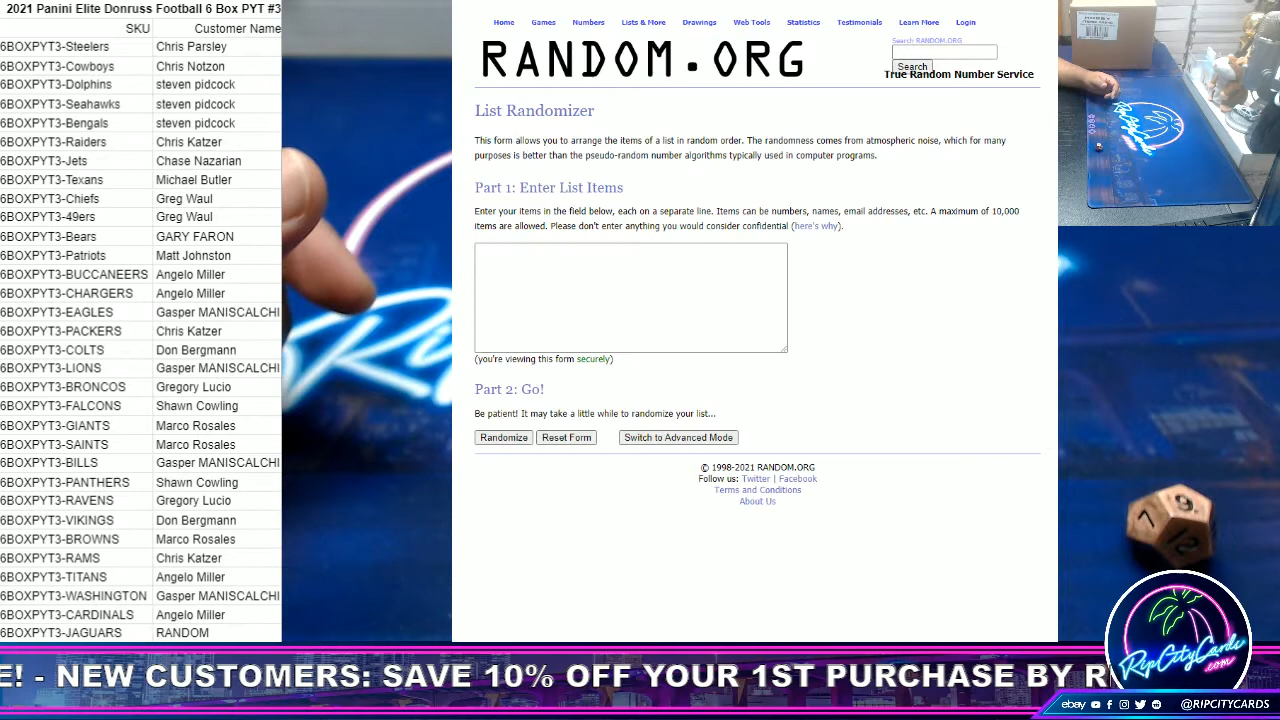 2021 Panini Elite Donruss Football 6 Box PYT #3
SKU Customer Name
6BOXPYT3-Steelers Chris Parsley
6BOXPYT3-Cowboys Chris Notzon
6BOXPYT3-Dolphins steven pidcock
6BOXPYT3-Seahawks steven pidcock
6BOXPYT3-Bengals steven pidcock
6BOXPYT3-Raiders Chris Katzer
6BOXPYT3-Jets Chase Nazarian
6BOXPYT3-Texans Michael Butler
6BOXPYT3-Chiefs Greg Waul
6BOXPYT3-49ers Greg Waul
6BOXPYT3-Bears GARY FARON
6BOXPYT3-Patriots Matt Johnston
6BOXPYT3-BUCCANEERS Angelo Miller
6BOXPYT3-CHARGERS Angelo Miller
6BOXPYT3-EAGLES Gasper MANISCALCHI
6BOXPYT3-PACKERS Chris Katzer
6BOXPYT3-COLTS Don Bergmann
6BOXPYT3-LIONS Gasper MANISCALCHI
6BOXPYT3-BRONCOS Gregory Lucio
6BOXPYT3-FALCONS Shawn Cowling
6BOXPYT3-GIANTS Marco Rosales
6BOXPYT3-SAINTS Marco Rosales
6BOXPYT3-BILLS Gasper MANISCALCHI
6BOXPYT3-PANTHERS Shawn Cowling
6BOXPYT3-RAVENS Gregory Lucio
6BOXPYT3-VIKINGS Don Bergmann
6BOXPYT3-BROWNS Marco Rosales
6BOXPYT3-RAMS Chris Katzer
6BOXPYT3-TITANS Angelo Miller
6BOXPYT3-WASHINGTON Gasper MANISCALCHI
6BOXPYT3-CARDINALS Angelo Miller
6BOXPYT3-JAGUARS RANDOM
Home Games Numbers Lists & More Drawings Web Tools Statistics Testimonials Learn More Login
RANDOM.ORG
Search RANDOM.ORG
Search
True Random Number Service
List Randomizer
This form allows you to arrange the items of a list in random order. The randomness comes from atmospheric noise, which for many
purposes is better than the pseudo-random number algorithms typically used in computer programs.
Part 1: Enter List Items
Enter your items in the field below, each on a separate line. Items can be numbers, names, email addresses, etc. A maximum of 10,000
items are allowed. Please don't enter anything you would consider confidential (here's why).
(you're viewing this form securely)
Part 2: Go!
Be patient! It may take a little while to randomize your list...
Randomize Reset Form Switch to Advanced Mode
© 1998-2021 RANDOM.ORG
Follow us: Twitter | Facebook
Terms and Conditions
About Us
7 9 12
E! - NEW CUSTOMERS: SAVE 10% OFF YOUR 1ST PURCHASE BY R
RipCityCards
.com
ebay @RIPCITYCARDS